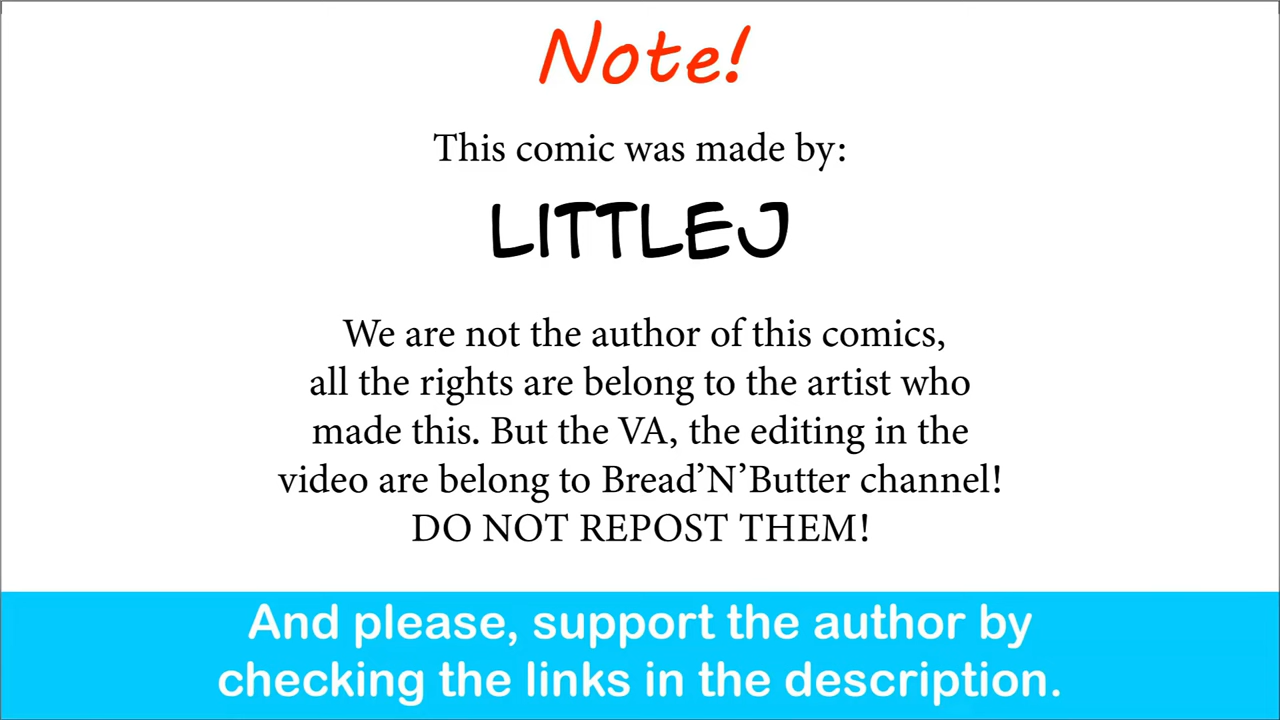 Note!
This comic was made by:
LITTLEJ
We are not the author of this comics,
all the rights are belong to the artist who
made this. But the VA, the editing in the
video are belong to Bread’N’Butter channel!
DO NOT REPOST THEM!
And please, support the author by
checking the links in the description.